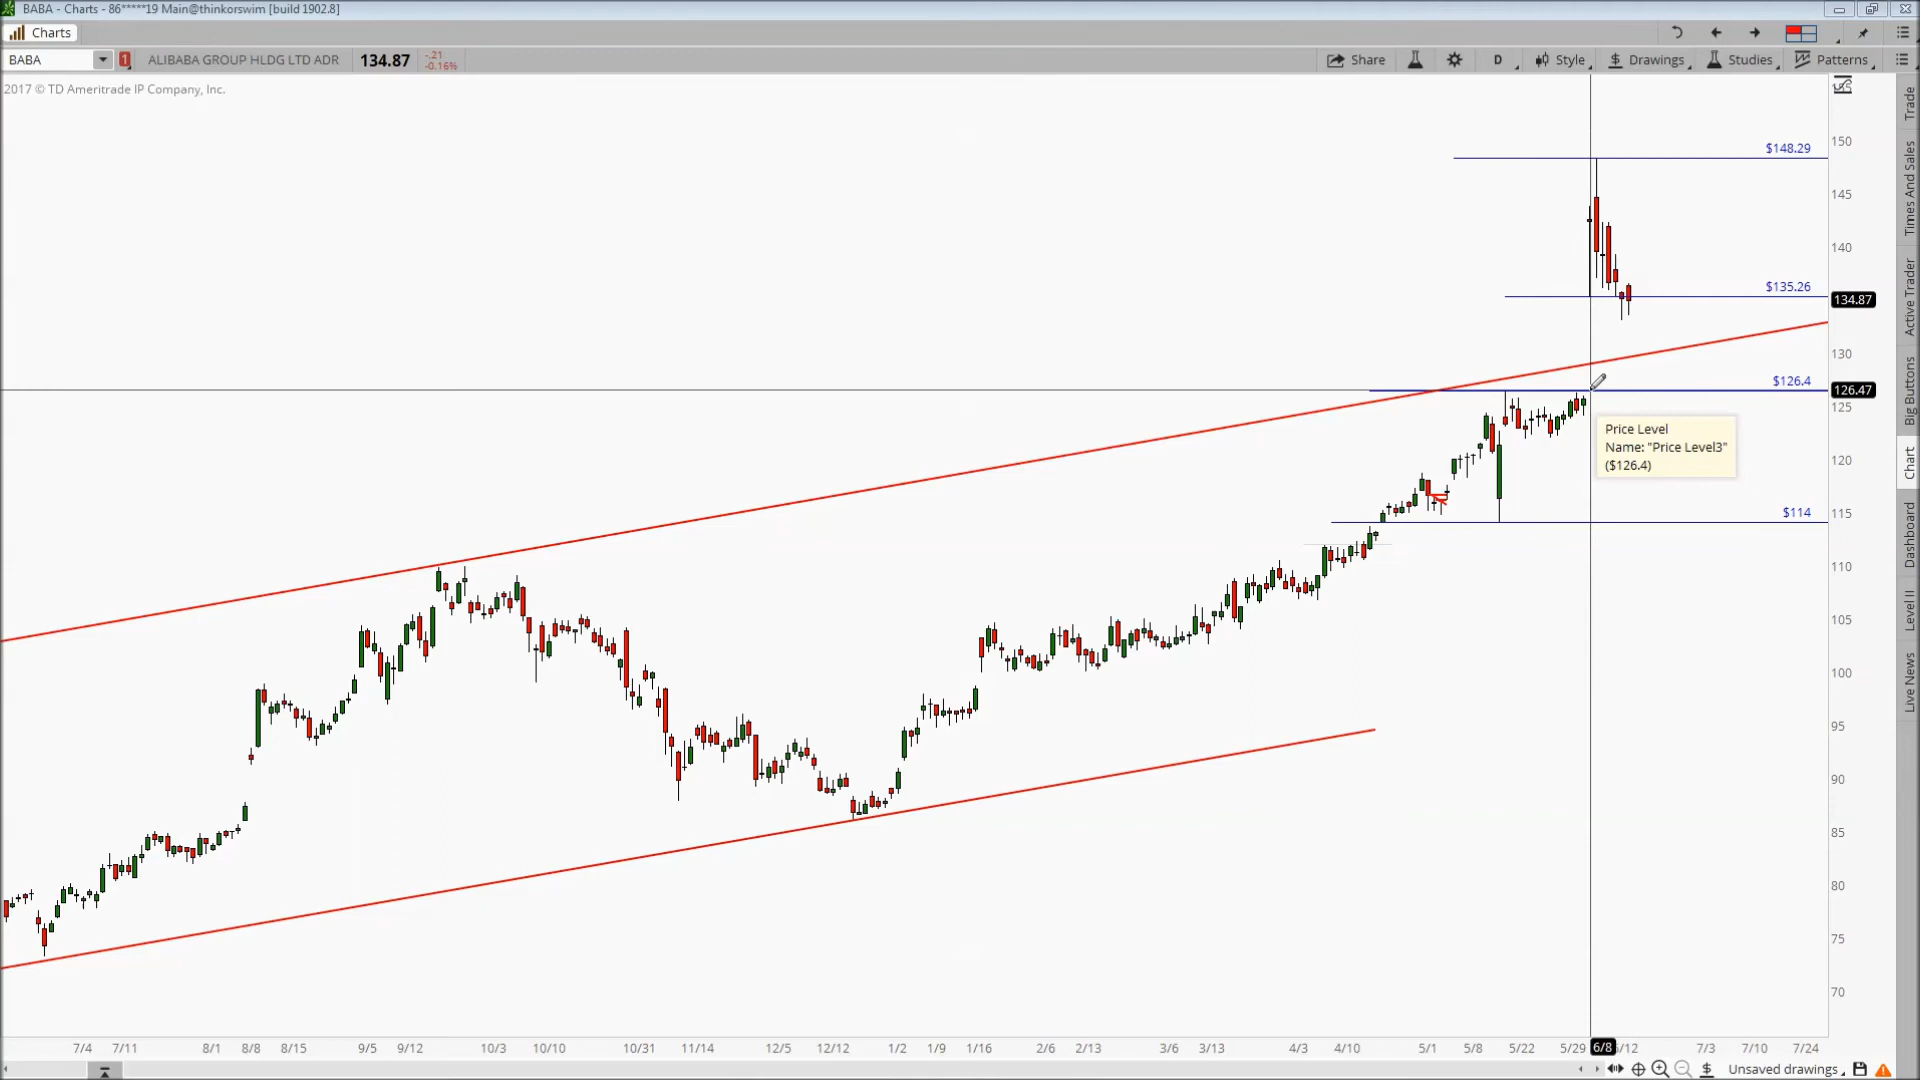 BABA - Charts - 86*****19 Main@thinkorswim [build 1902.8]
Charts
BABA 1 ALIBABA GROUP HLDG LTD ADR 134.87 -.21 -0.16% Share D Style $ Drawings Studies Patterns
2017 © TD Ameritrade IP Company, Inc.
$148.29
$135.26
$126.4
$114
Price Level
Name: "Price Level3"
($126.4)
150
145
140
134.87
130
126.47
125
120
115
110
105
100
95
90
85
80
75
70
Trade
Times And Sales
Active Trader
Big Buttons
Chart
Dashboard
Level II
Live News
7/4 7/11 8/1 8/8 8/15 9/5 9/12 10/3 10/10 10/31 11/14 12/5 12/12 1/2 1/9 1/16 2/6 2/13 3/6 3/13 4/3 4/10 5/1 5/8 5/22 5/29 6/8 /12 7/3 7/10 7/24
$ Unsaved drawings